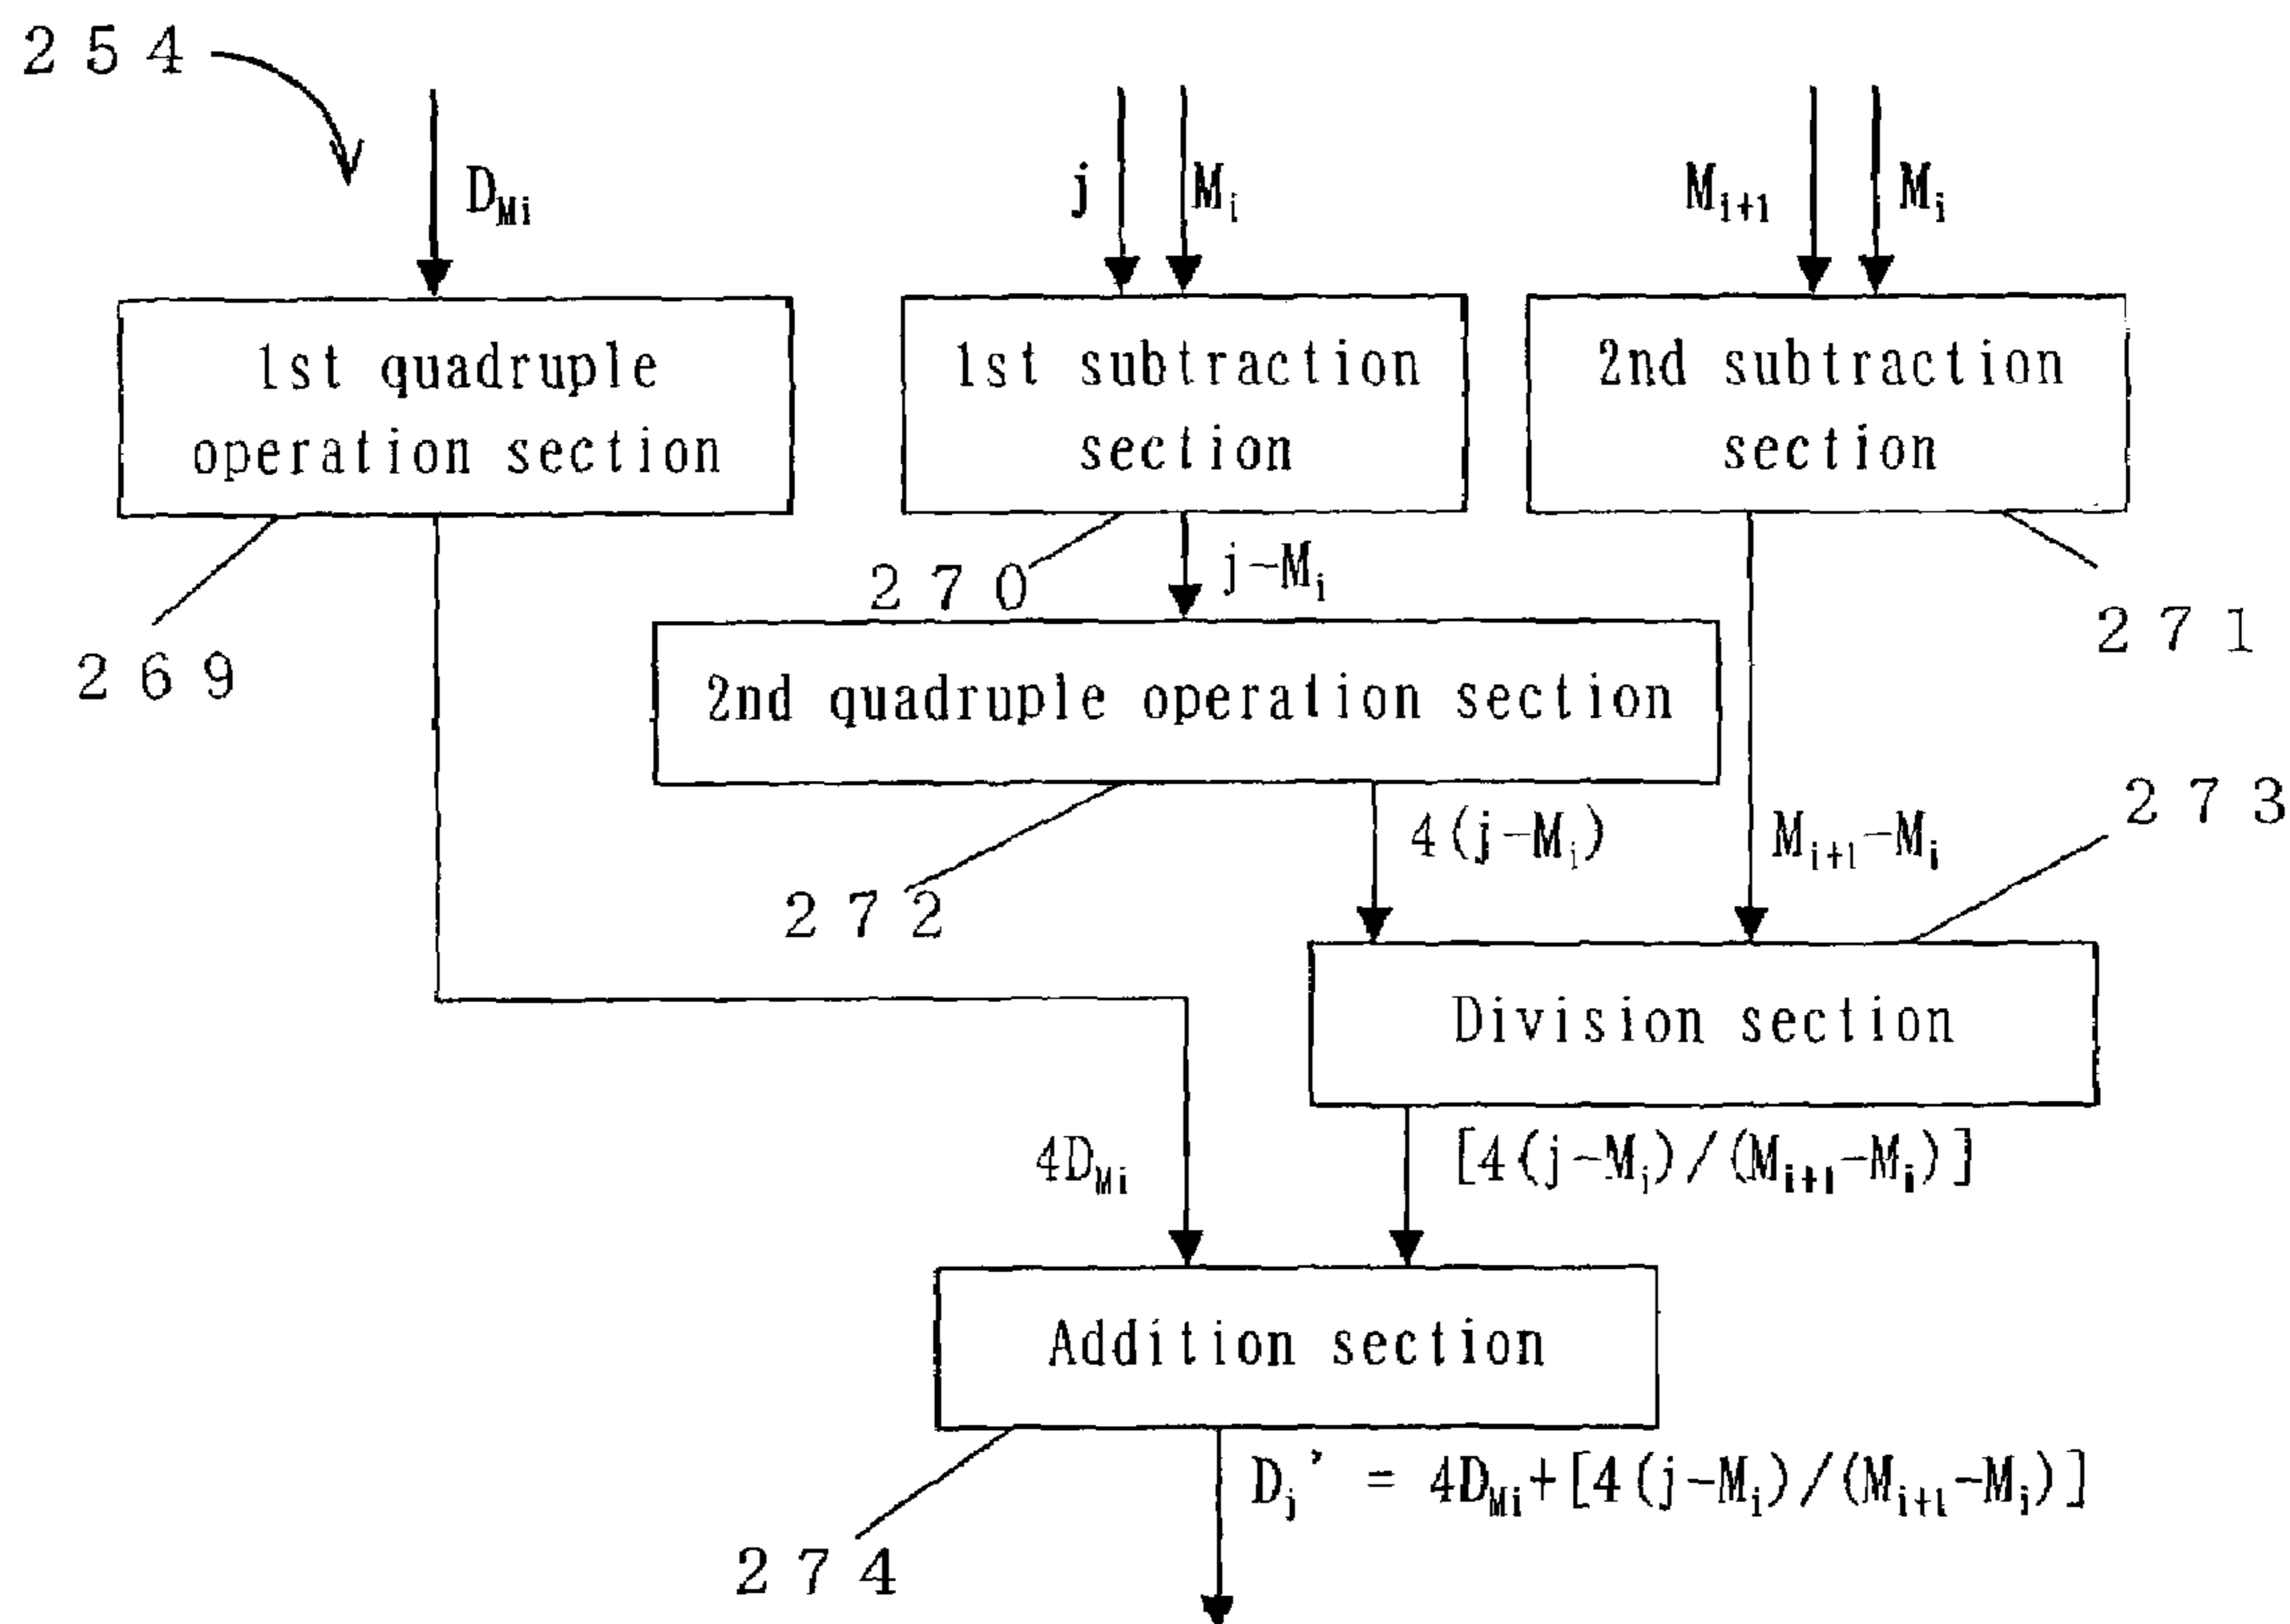 254
D_Mi
j
M_i
M_i+1
M_i
1st quadruple
operation section
1st subtraction
section
2nd subtraction
section
269
270
j-M_i
271
2nd quadruple operation section
272
4(j-M_i)
M_i+1-M_i
273
Division section
4D_Mi
[4(j-M_i)/(M_i+1-M_i)]
Addition section
274
D_j' = 4D_Mi+[4(j-M_i)/(M_i+1-M_i)]